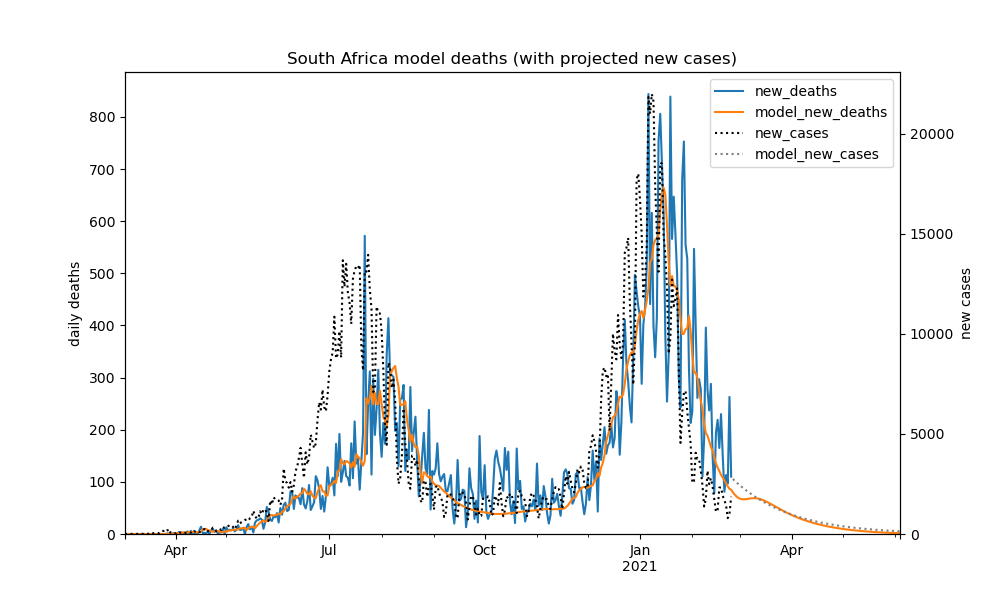 South Africa model deaths (with projected new cases)
new_deaths
model_new_deaths
new_cases
model_new_cases
daily deaths
800
700
600
500
400
300
200
100
0
new cases
20000
15000
10000
5000
0
Apr Jul Oct Jan Apr
2021